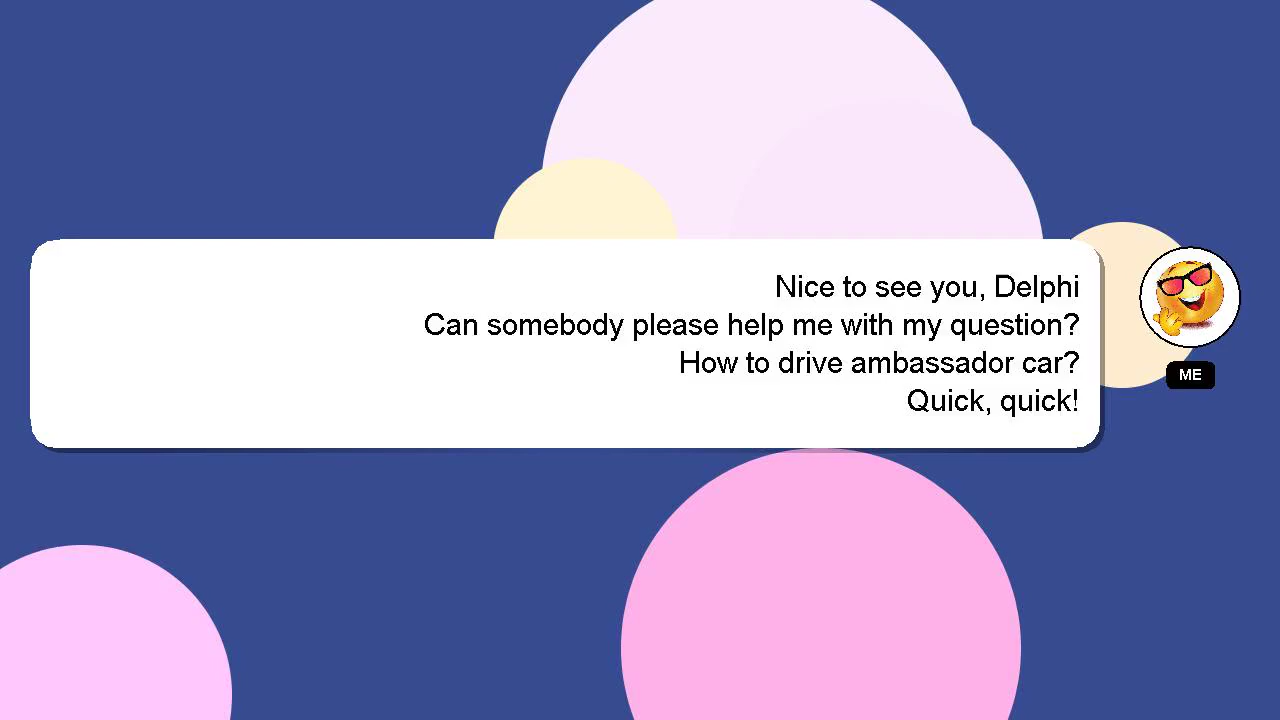 Nice to see you, Delphi
Can somebody please help me with my question?
How to drive ambassador car?
Quick, quick!
ME